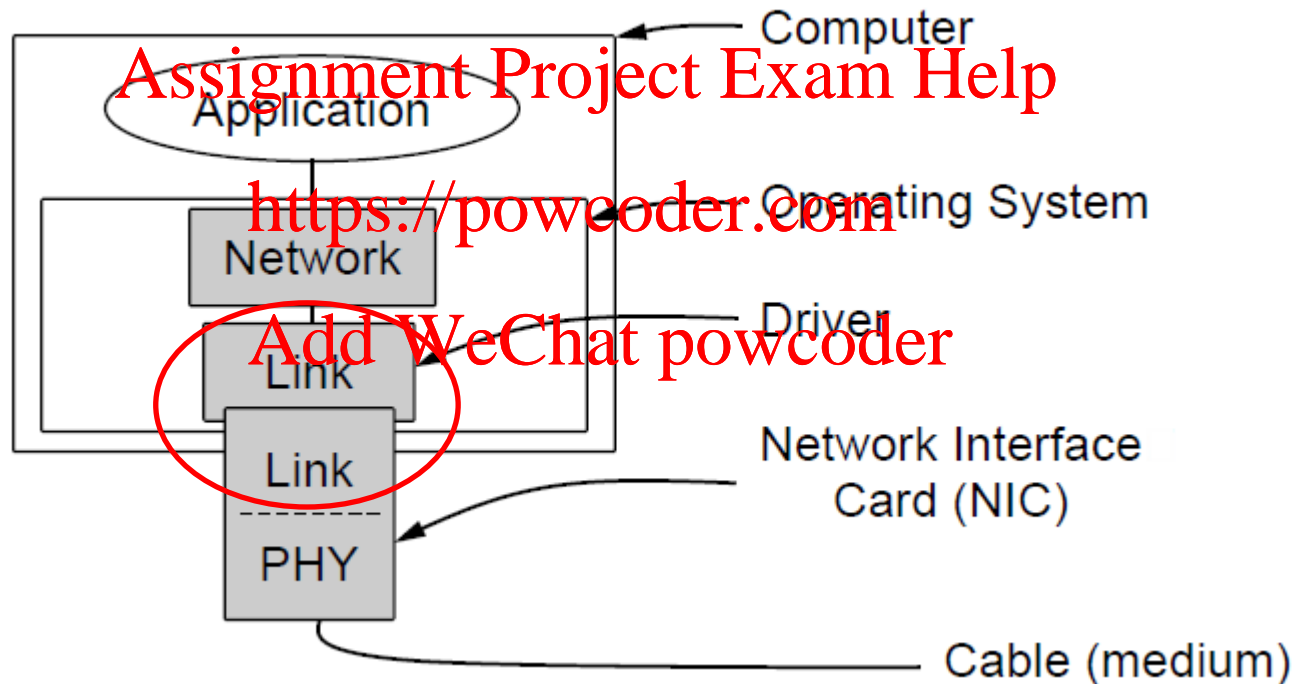 Computer
Assignment Project Exam Help
Application
Operating System
https://powcoder.com
Network
Driver
Add WeChat powcoder
Link
Network Interface
Card (NIC)
Link
PHY
Cable (medium)